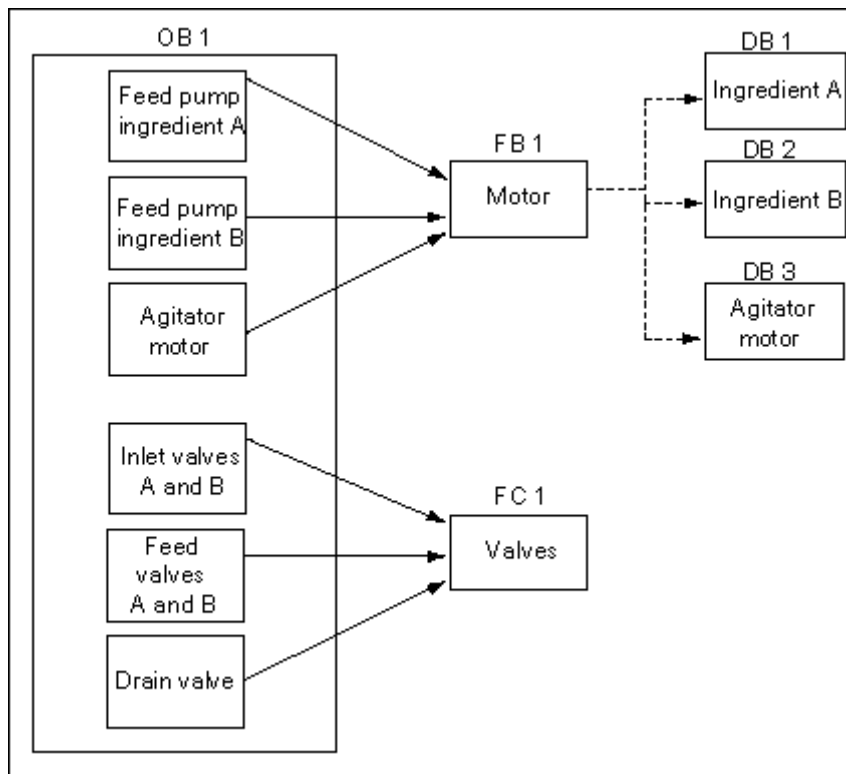 OB 1
Feed pump
ingredient A
Feed pump
ingredient B
Agitator
motor
Inlet valves
A and B
Feed
valves
A and B
Drain valve
FB 1
Motor
FC 1
Valves
DB 1
Ingredient A
DB 2
Ingredient B
DB 3
Agitator
motor